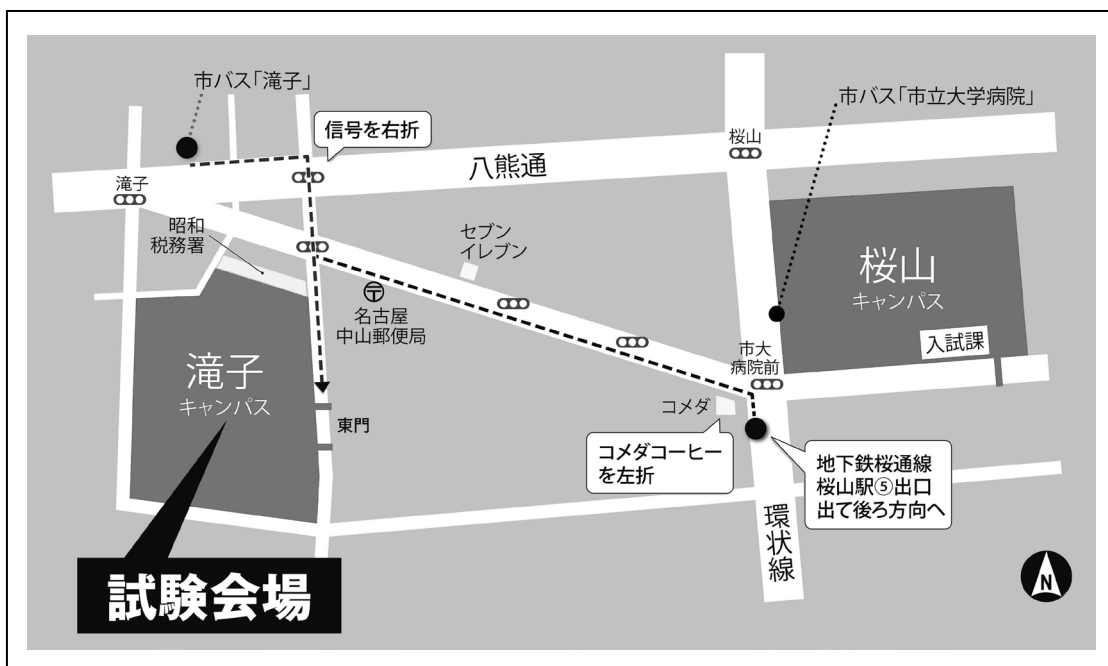 市バス「滝子」
信号を右折
市バス「市立大学病院」
桜山
八熊通
滝子
昭和
税務署
セブン
イレブン
桜山
キャンパス
〒
名古屋
中山郵便局
入試課
市大
病院前
滝子
キャンパス
コメダ
東門
コメダコーヒー
を左折
地下鉄桜通線
桜山駅⑤出口
出て後ろ方向へ
環状線
試験会場
N